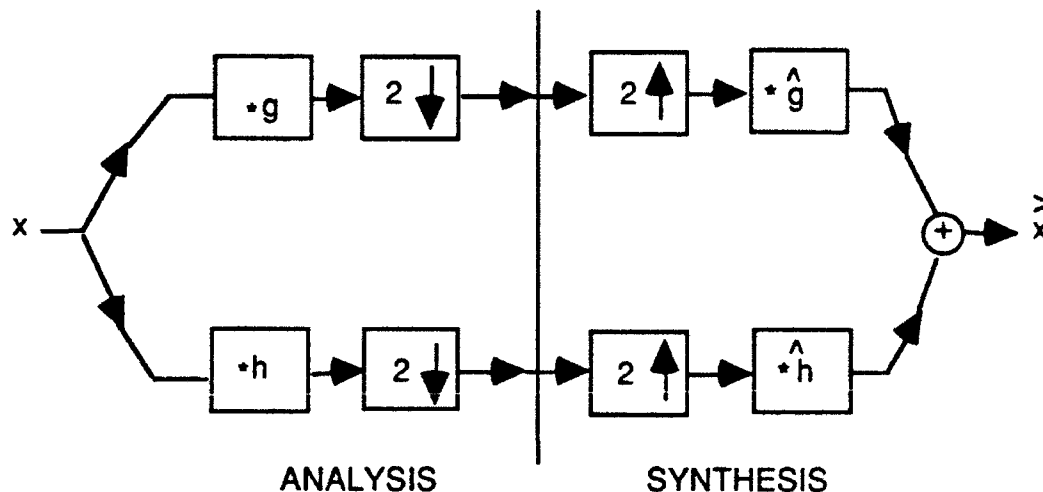 *g
2↓
2↑
*ĝ
x
+
x̌
*h
2↓
2↑
*ĥ
ANALYSIS
SYNTHESIS